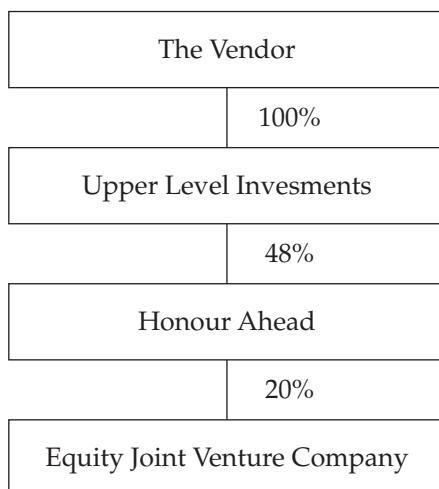 The Vendor
100%
Upper Level Invesments
48%
Honour Ahead
20%
Equity Joint Venture Company